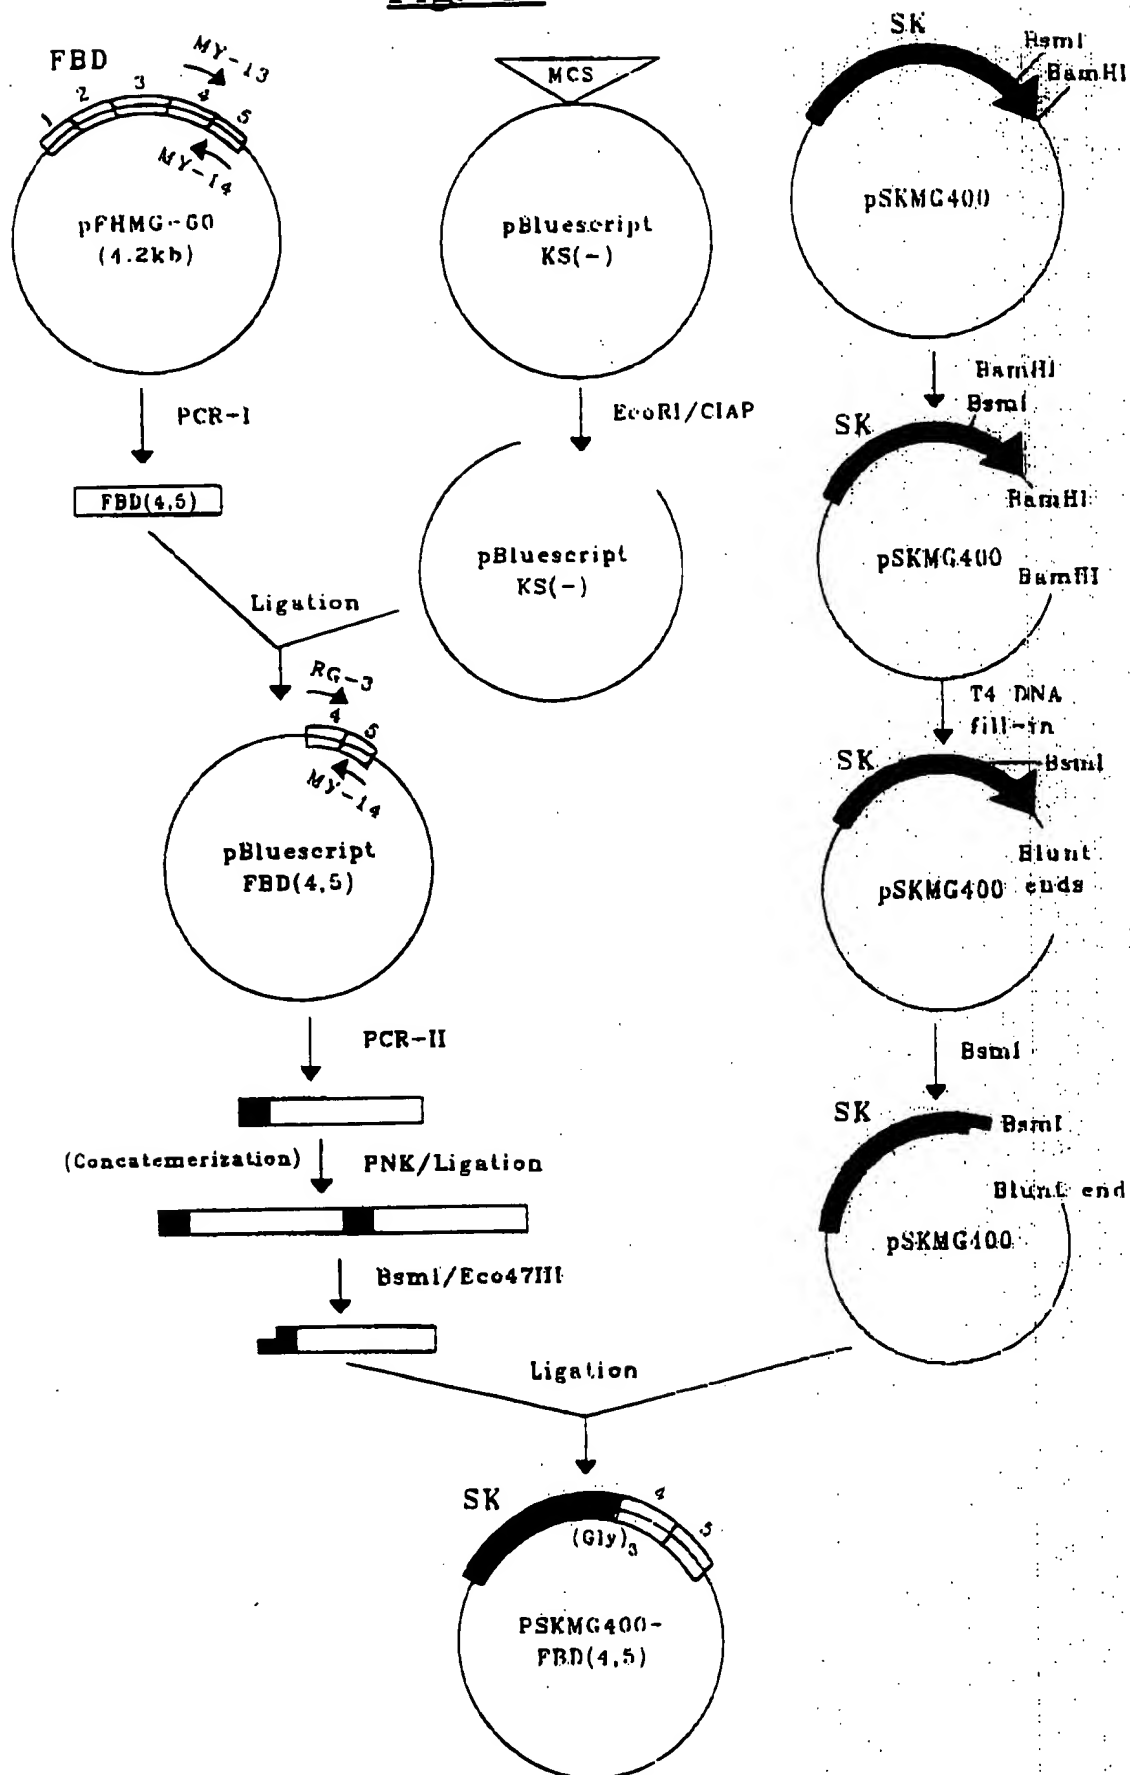 FBD
MY-13
1 2 3 4 5
MY-14
pFHMG-60
(4.2kb)
PCR-I
FBD(4,5)
MCS
pBluescript
KS(-)
EcoRI/CIAP
pBluescript
KS(-)
Ligation
RG-3
4 5
MY-14
pBluescript
FBD(4,5)
PCR-II
(Concatemerization)
PNK/Ligation
BsmI/Eco47III
SK
BsmI
BamHI
pSKMG400
BamHI
BsmI
SK
BamHI
pSKMG400
BamHI
T4 DNA
fill-in
SK
BsmI
Blunt
ends
pSKMG400
BsmI
SK
BsmI
Blunt end
pSKMG400
Ligation
SK
4
5
(Gly)3
PSKMG400-
FBD(4,5)